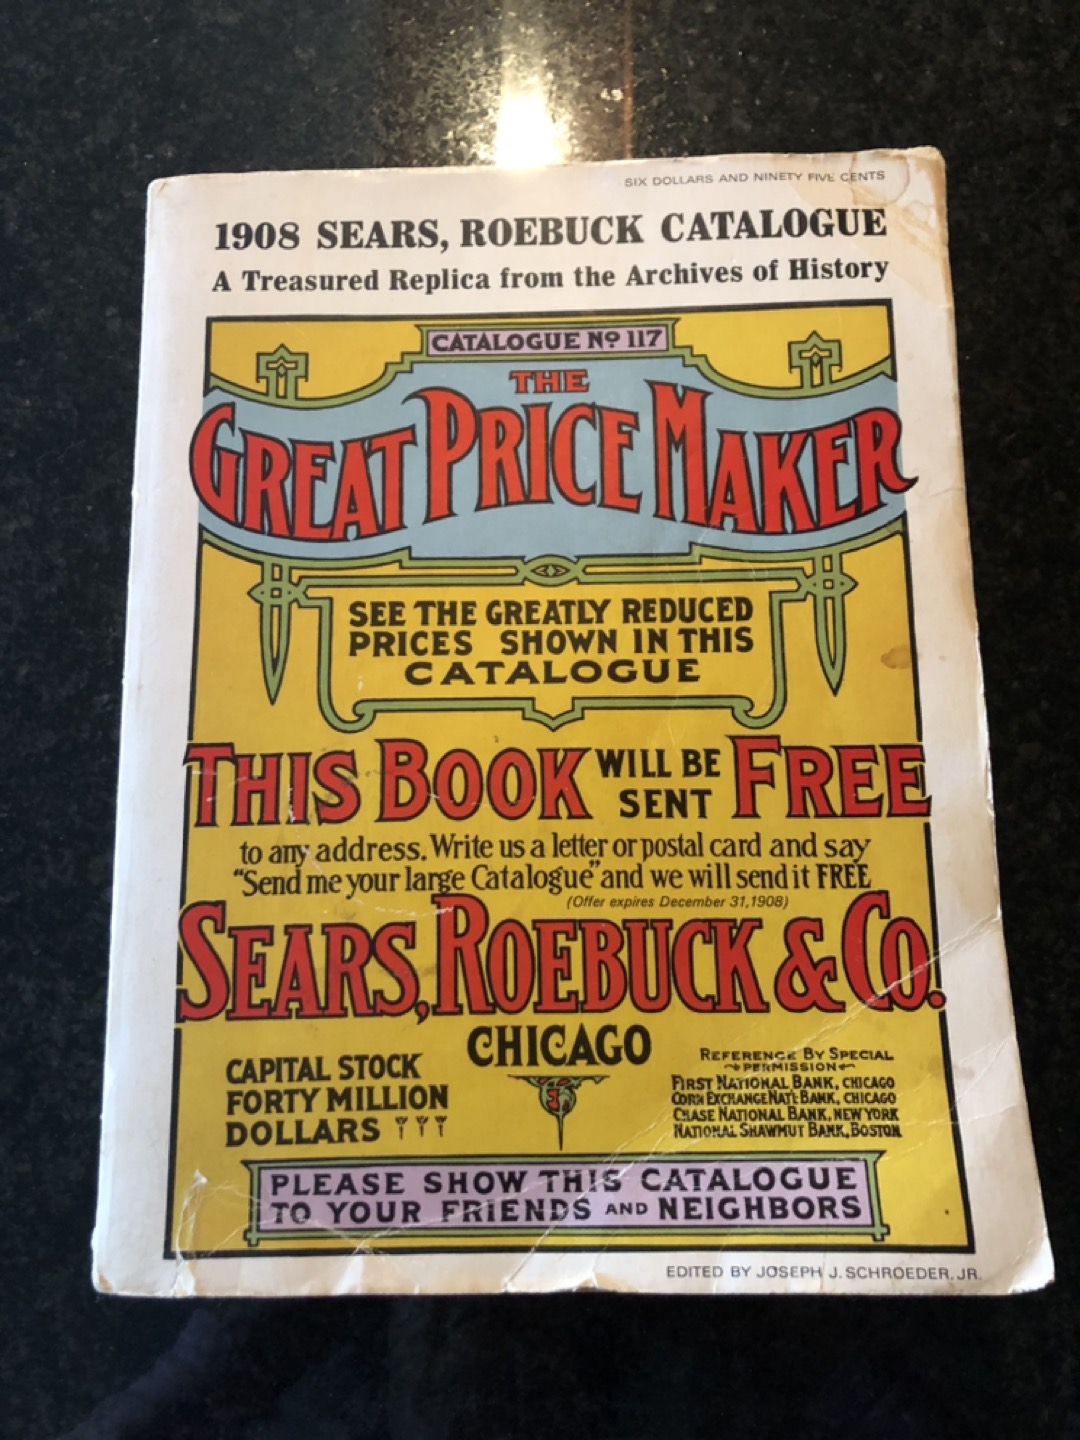 SIX DOLLARS AND NINETY FIVE CENTS
1908 SEARS, ROEBUCK CATALOGUE
A Treasured Replica from the Archives of History
CATALOGUE No 117
THE
GREAT PRICE MAKER
SEE THE GREATLY REDUCED
PRICES SHOWN IN THIS
CATALOGUE
THIS BOOK WILL BE SENT FREE
to any address. Write us a letter or postal card and say
"Send me your large Catalogue" and we will send it FREE
(Offer expires December 31, 1908)
SEARS, ROEBUCK & CO.
CHICAGO
CAPITAL STOCK
FORTY MILLION
DOLLARS
REFERENCE BY SPECIAL
PERMISSION
FIRST NATIONAL BANK, CHICAGO
CORN EXCHANGE NAT'L BANK, CHICAGO
CHASE NATIONAL BANK, NEW YORK
NATIONAL SHAWMUT BANK, BOSTON
PLEASE SHOW THIS CATALOGUE
TO YOUR FRIENDS AND NEIGHBORS
EDITED BY JOSEPH J. SCHROEDER, JR.